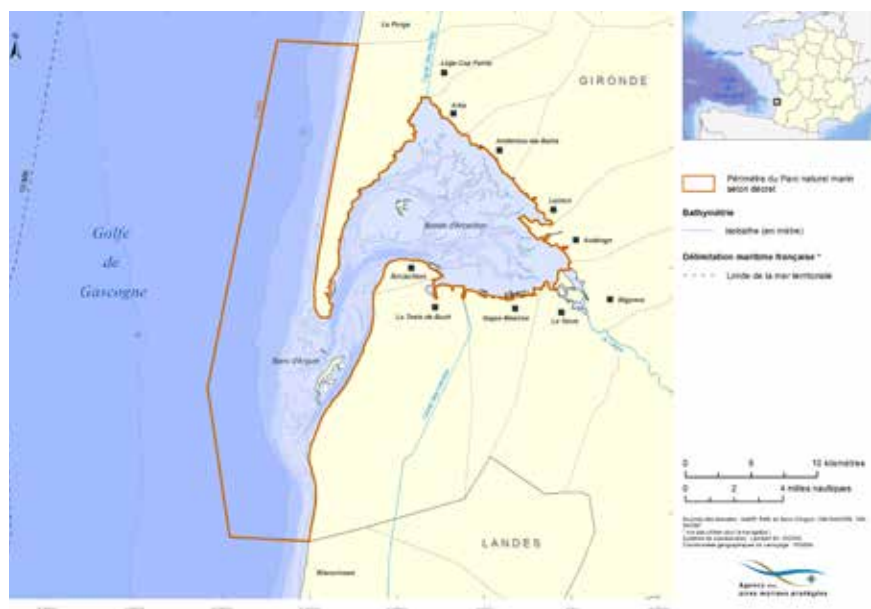 Le Porge
Lège-Cap Ferret
GIRONDE
Arès
Andernos-les-Bains
Lanton
Bassin d'Arcachon
Audenge
Golfe
de
Gascogne
Arcachon
Biganos
La Teste de Buch
Gujan-Mestras
Le Teich
Banc d'Arguin
LANDES
Biscarrosse
Périmètre du Parc naturel marin
selon décret
Bathymétrie
Isobathe (en mètre)
Délimitation maritime française *
Limite de la mer territoriale
0 5 10 kilomètres
0 2 4 milles nautiques
Agence des
aires marines protégées